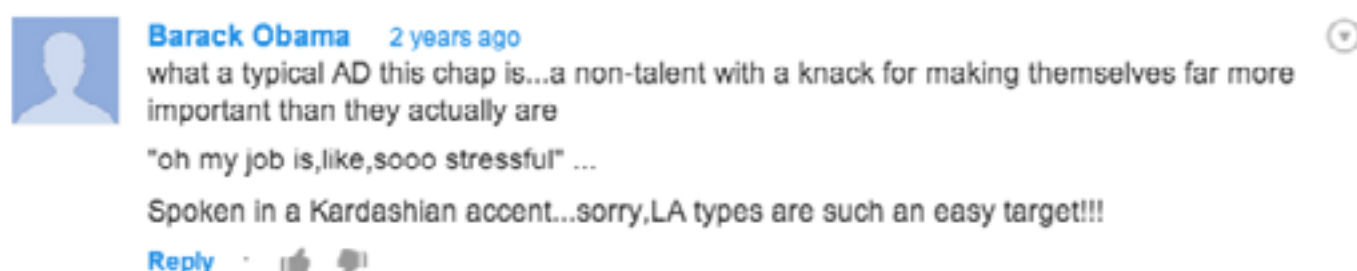 Barack Obama 2 years ago
what a typical AD this chap is...a non-talent with a knack for making themselves far more
important than they actually are
"oh my job is,like,sooo stressful" ...
Spoken in a Kardashian accent...sorry,LA types are such an easy target!!!
Reply ·